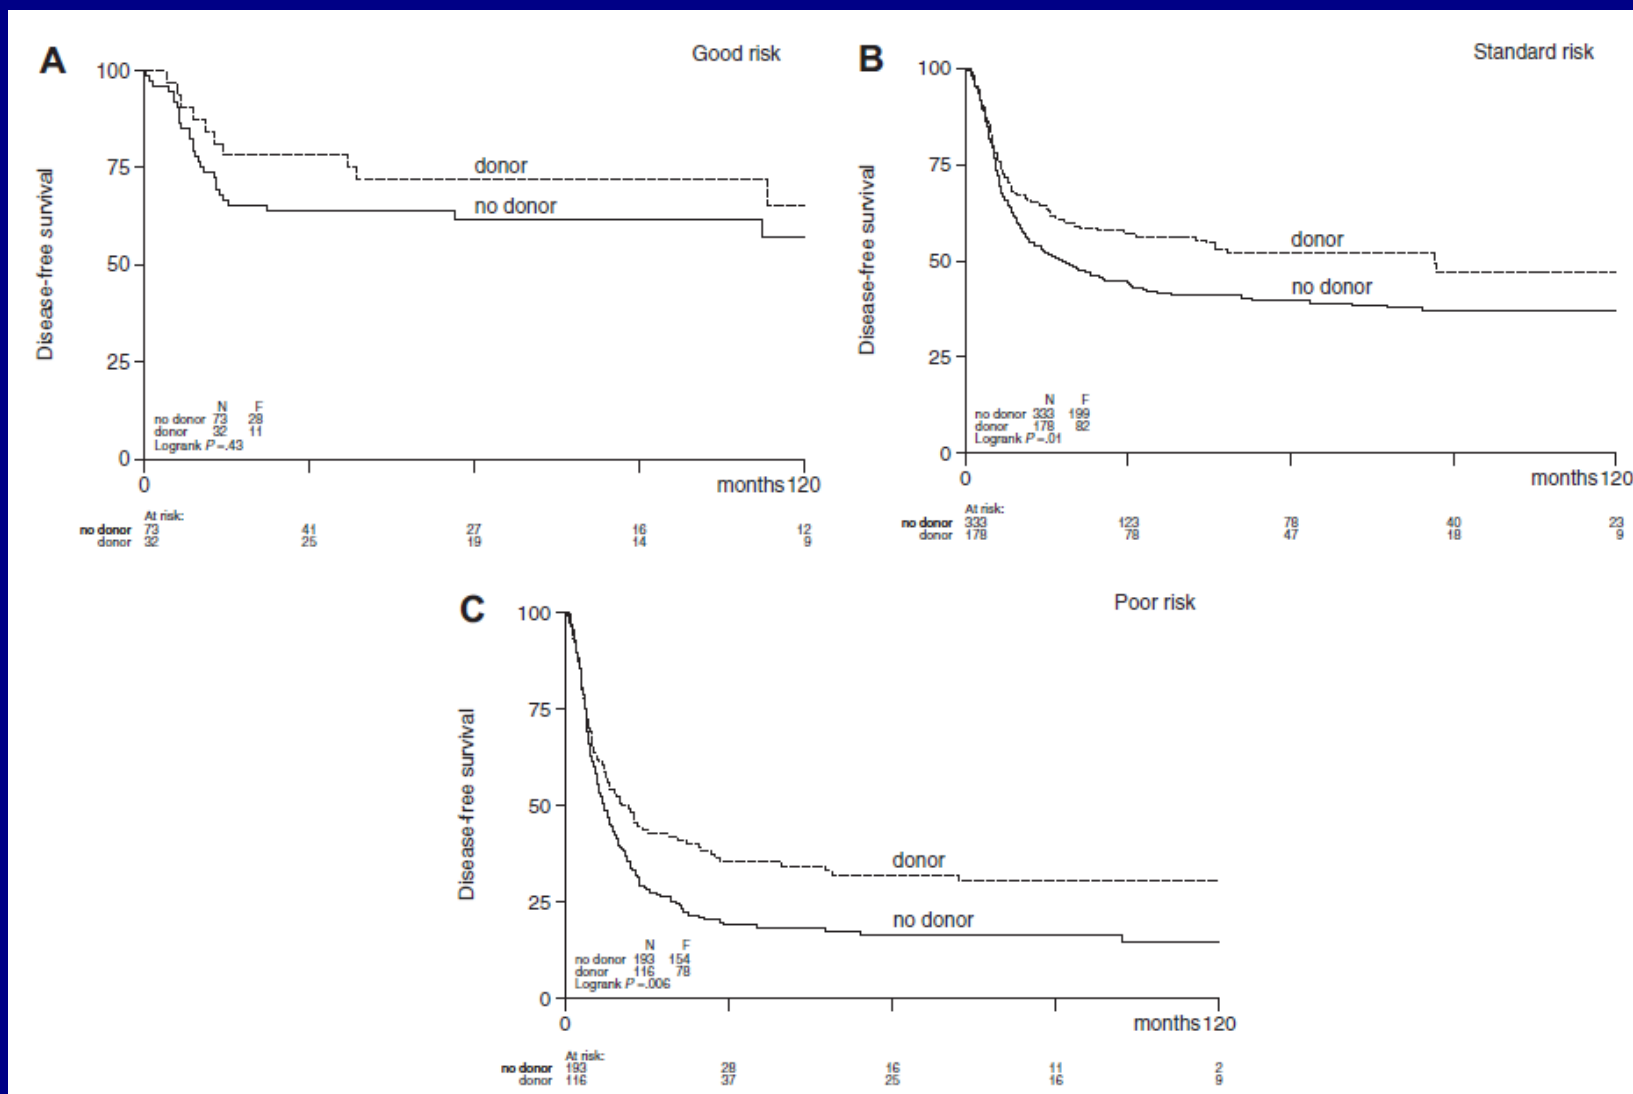 A
Good risk
100
75
50
25
0
Disease-free survival
donor
no donor
N F
no donor 73 28
donor 32 11
Logrank P=.43
0 months 120
At risk:
no donor 73 41 27 16 12
donor 32 25 19 14 9
B
Standard risk
100
75
50
25
0
Disease-free survival
donor
no donor
N F
no donor 333 199
donor 178 82
Logrank P=.01
0 months 120
At risk:
no donor 333 123 78 40 23
donor 178 78 47 18 9
C
Poor risk
100
75
50
25
0
Disease-free survival
donor
no donor
N F
no donor 193 154
donor 116 78
Logrank P=.006
0 months 120
At risk:
no donor 193 28 16 11 2
donor 116 37 25 16 9